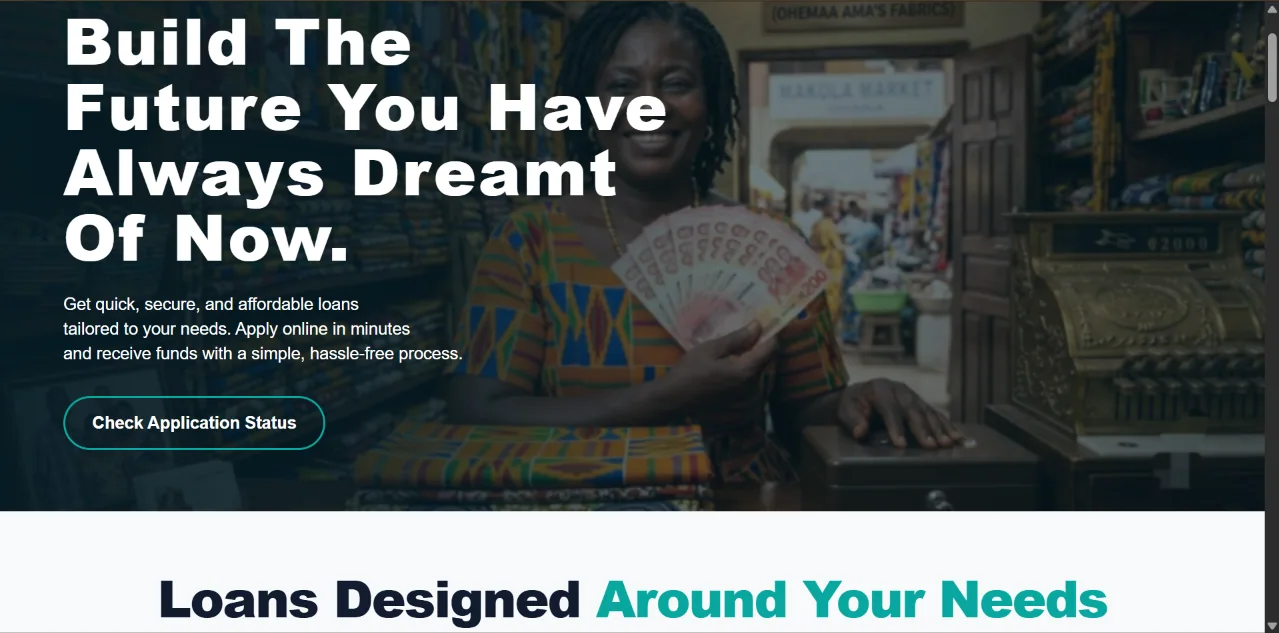 (OHEMAA AMA'S FABRICS)
MAKOLA MARKET
Build The
Future You Have
Always Dreamt
Of Now.
200
¢2000
Get quick, secure, and affordable loans
tailored to your needs. Apply online in minutes
and receive funds with a simple, hassle-free process.
Check Application Status
Loans Designed Around Your Needs